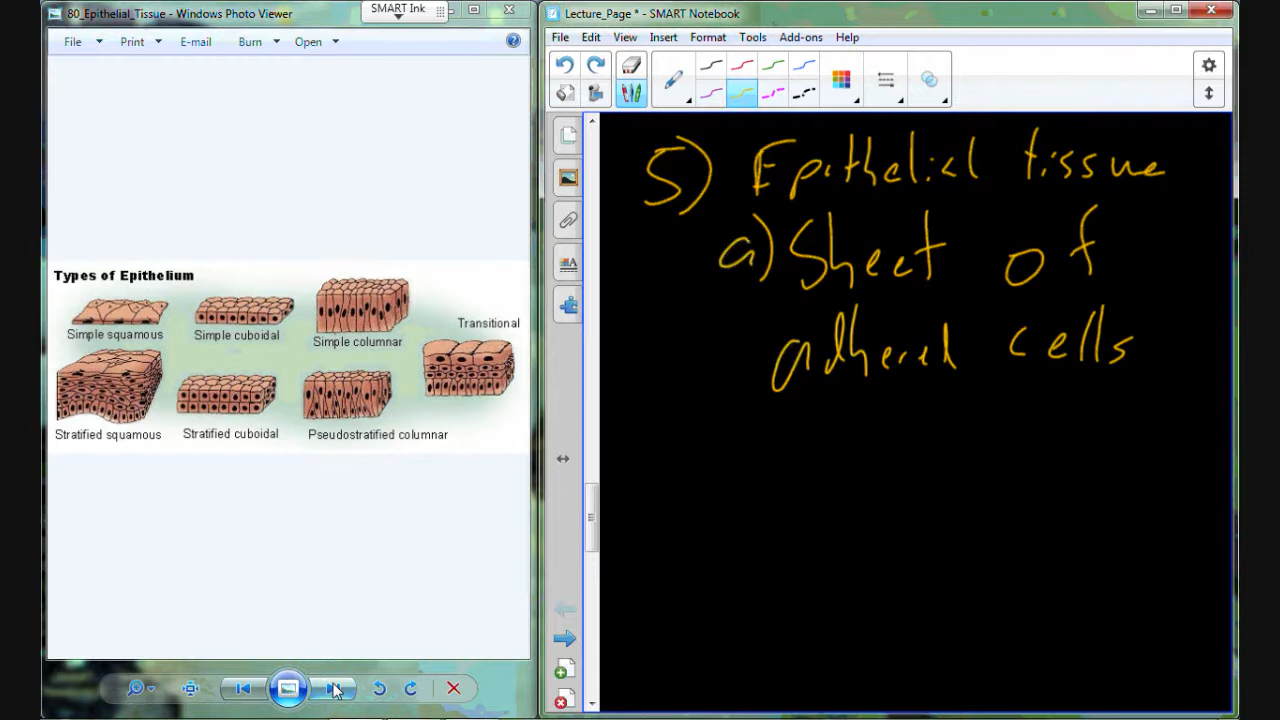 80_Epithelial_Tissue - Windows Photo Viewer
SMART Ink
File Print E-mail Burn Open
Types of Epithelium
Simple squamous
Simple cuboidal
Simple columnar
Transitional
Stratified squamous
Stratified cuboidal
Pseudostratified columnar
Lecture_Page * - SMART Notebook
File Edit View Insert Format Tools Add-ons Help
5) Epithelial tissue
a) Sheet of
adhered cells